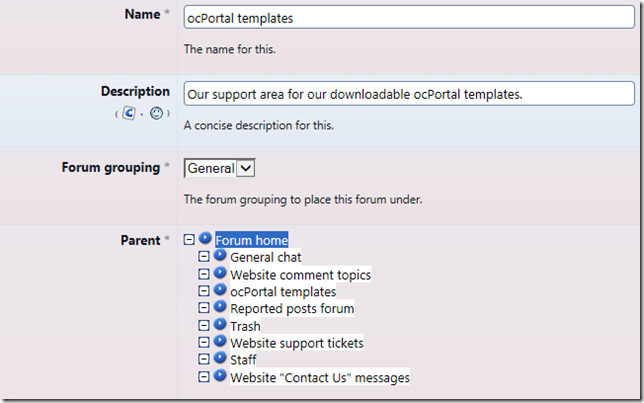 Name *
ocPortal templates
The name for this.
Description
Our support area for our downloadable ocPortal templates.
A concise description for this.
Forum grouping *
General
The forum grouping to place this forum under.
Parent *
Forum home
General chat
Website comment topics
ocPortal templates
Reported posts forum
Trash
Website support tickets
Staff
Website "Contact Us" messages